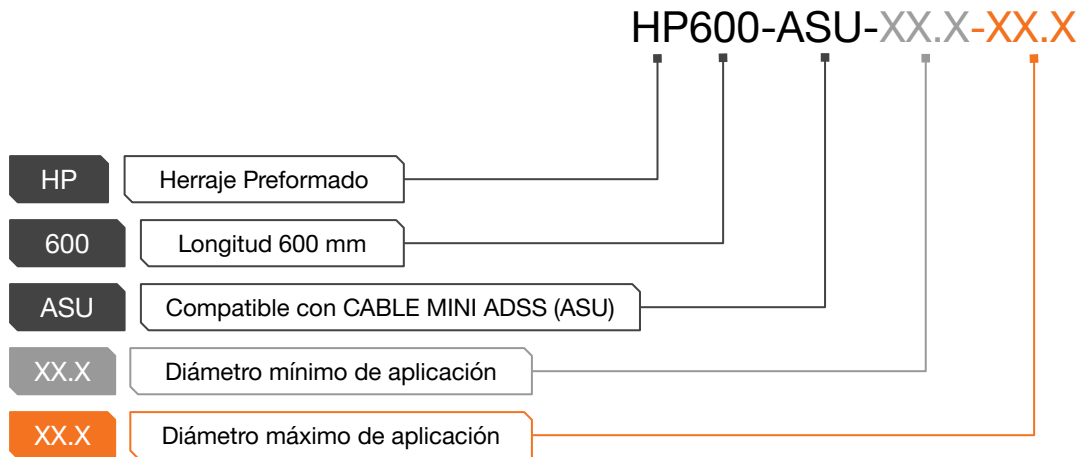 HP600-ASU-XX.X-XX.X
HP Herraje Preformado
600 Longitud 600 mm
ASU Compatible con CABLE MINI ADSS (ASU)
XX.X Diámetro mínimo de aplicación
XX.X Diámetro máximo de aplicación